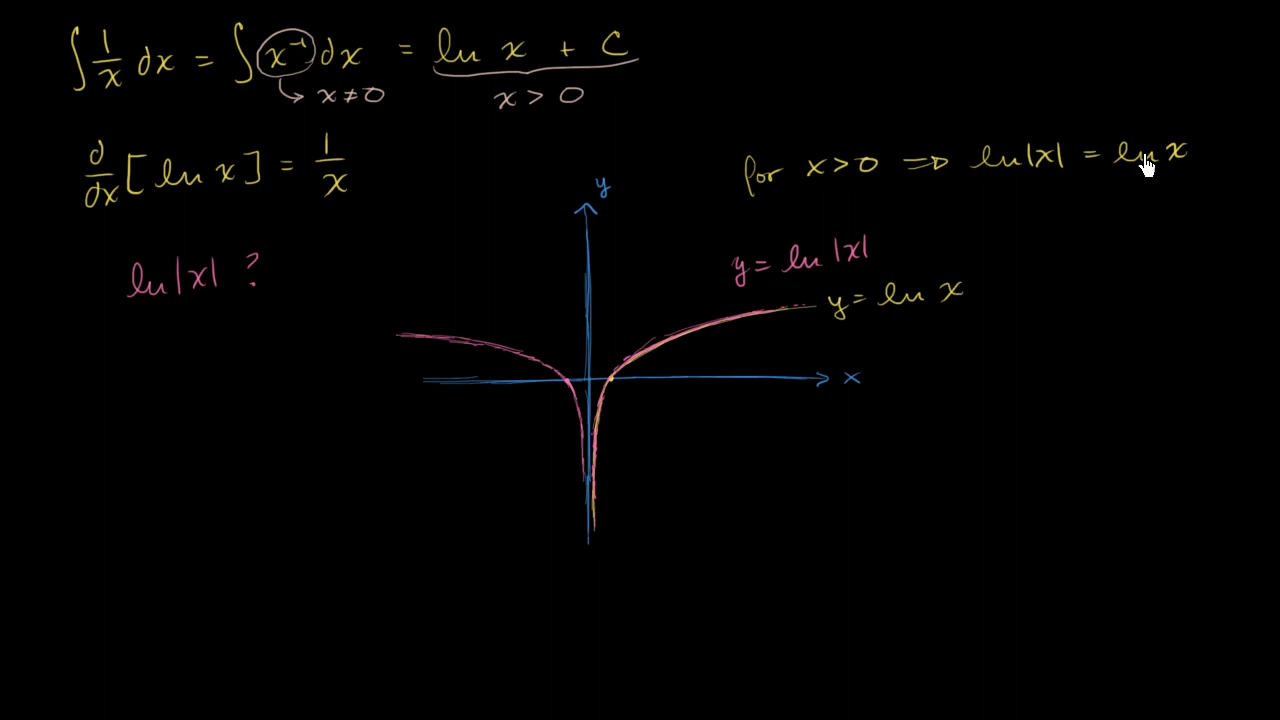 ∫ 1/x dx = ∫ x⁻¹ dx = ln x + C
x ≠ 0
x > 0
d/dx [ln x] = 1/x
for x > 0 ⇒ ln|x| = ln x
y
ln|x| ?
y = ln |x|
y = ln x
x